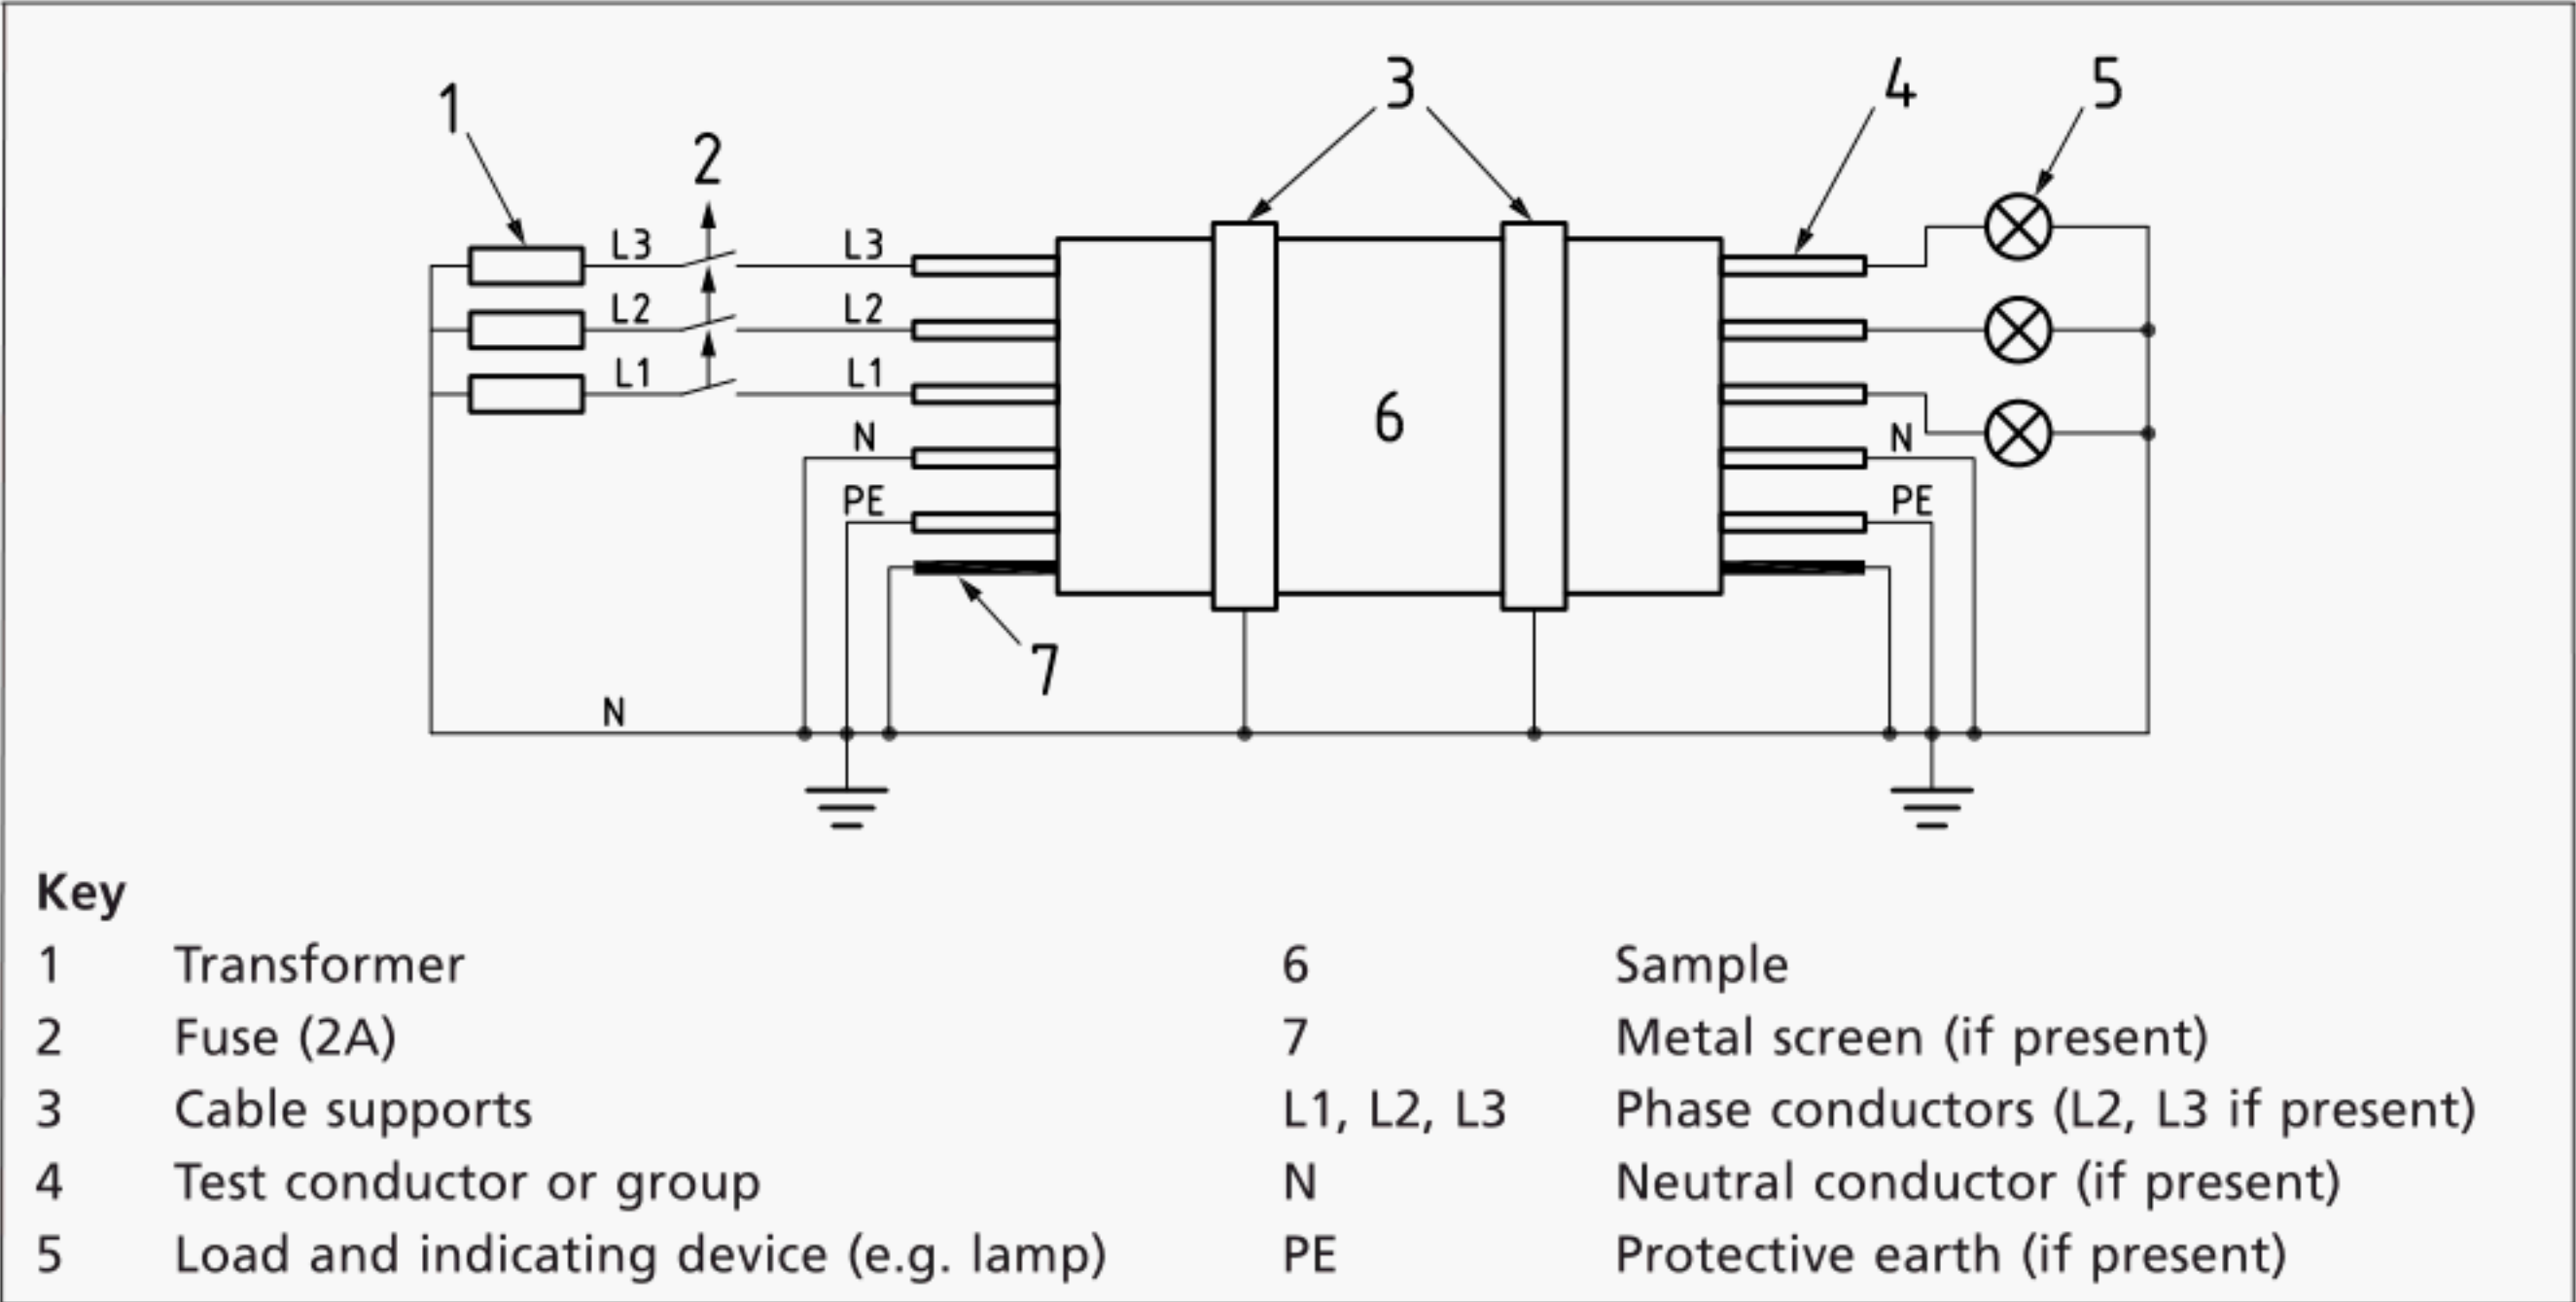 1
2
3
4
5
L3
L3
L2
L2
L1
L1
6
N
N
PE
PE
7
N
Key
1 Transformer 6 Sample
2 Fuse (2A) 7 Metal screen (if present)
3 Cable supports L1, L2, L3 Phase conductors (L2, L3 if present)
4 Test conductor or group N Neutral conductor (if present)
5 Load and indicating device (e.g. lamp) PE Protective earth (if present)